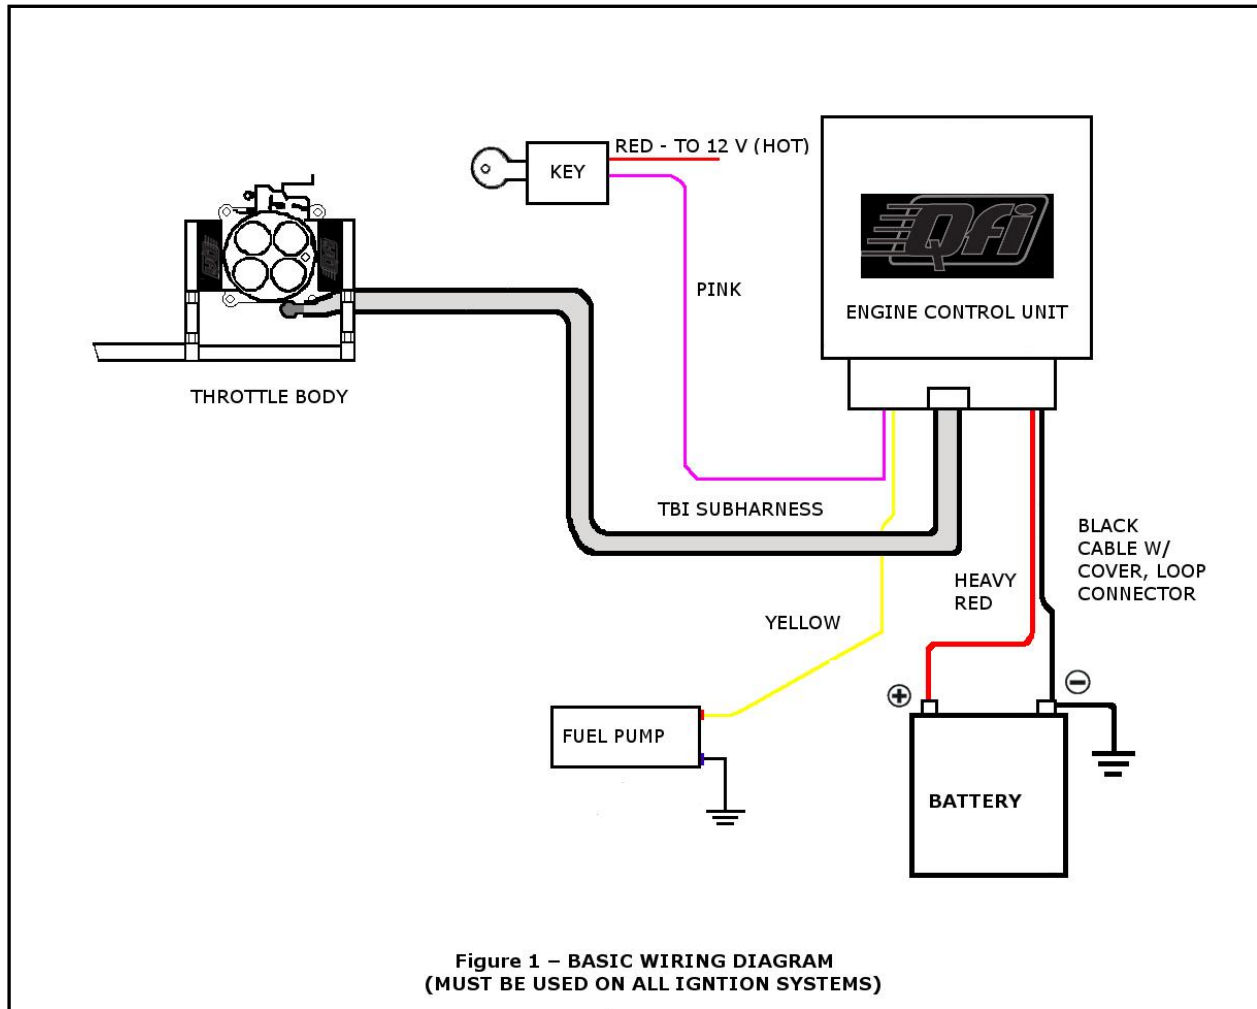 RED - TO 12 V (HOT)
KEY
Qfi
PINK
ENGINE CONTROL UNIT
THROTTLE BODY
TBI SUBHARNESS
BLACK
CABLE W/
COVER, LOOP
CONNECTOR
HEAVY
RED
YELLOW
FUEL PUMP
BATTERY
Figure 1 – BASIC WIRING DIAGRAM
(MUST BE USED ON ALL IGNTION SYSTEMS)